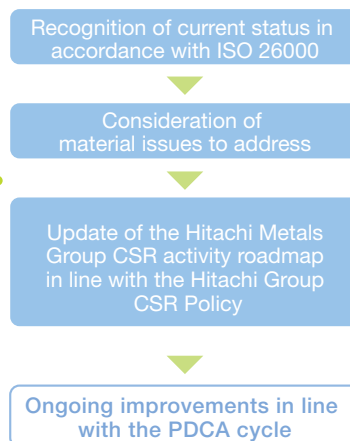 Recognition of current status in
accordance with ISO 26000
Consideration of
material issues to address
Update of the Hitachi Metals
Group CSR activity roadmap
in line with the Hitachi Group
CSR Policy
Ongoing improvements in line
with the PDCA cycle